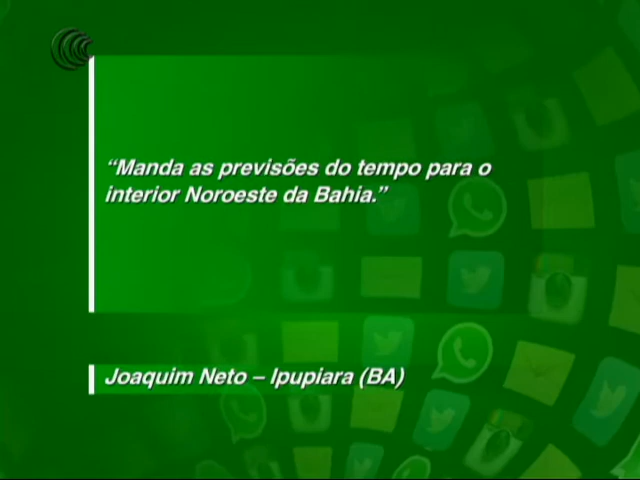 “Manda as previsões do tempo para o
interior Noroeste da Bahia.”
Joaquim Neto – Ipupiara (BA)